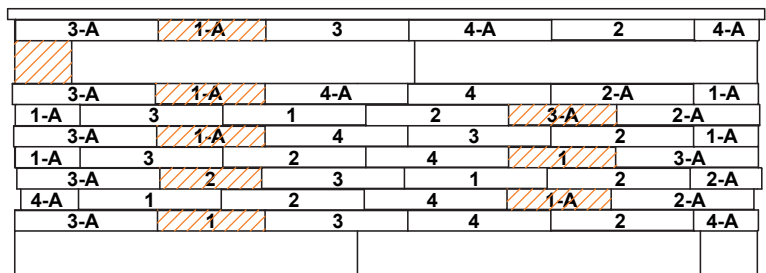 3-A 1-A 3 4-A 2 4-A
3-A 1-A 4-A 4 2-A 1-A
1-A 3 1 2 3-A 2-A
3-A 1-A 4 3 2 1-A
1-A 3 2 4 1 3-A
3-A 2 3 1 2 2-A
4-A 1 2 4 1-A 2-A
3-A 1 3 4 2 4-A